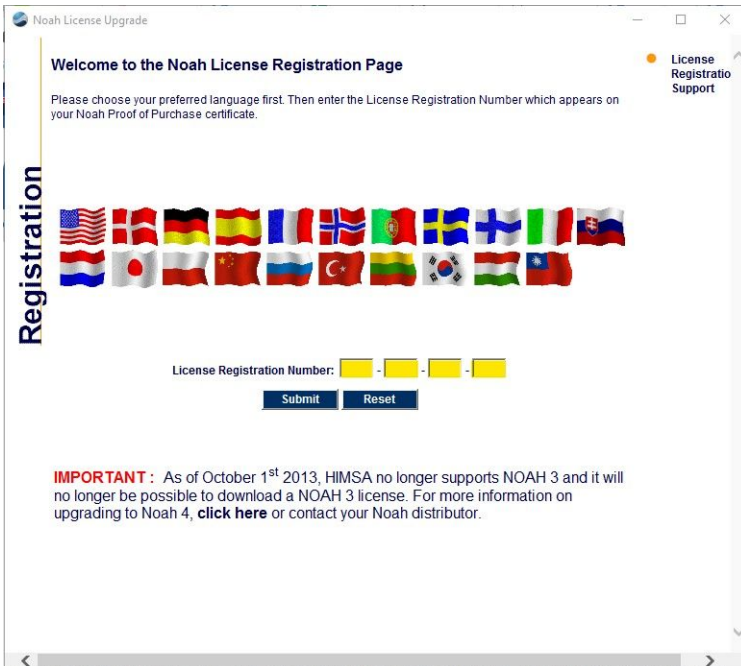 Noah License Upgrade
Welcome to the Noah License Registration Page
Please choose your preferred language first. Then enter the License Registration Number which appears on
your Noah Proof of Purchase certificate.
License
Registratio
Support
Registration
License Registration Number: - - -
Submit Reset
IMPORTANT : As of October 1st 2013, HIMSA no longer supports NOAH 3 and it will
no longer be possible to download a NOAH 3 license. For more information on
upgrading to Noah 4, click here or contact your Noah distributor.